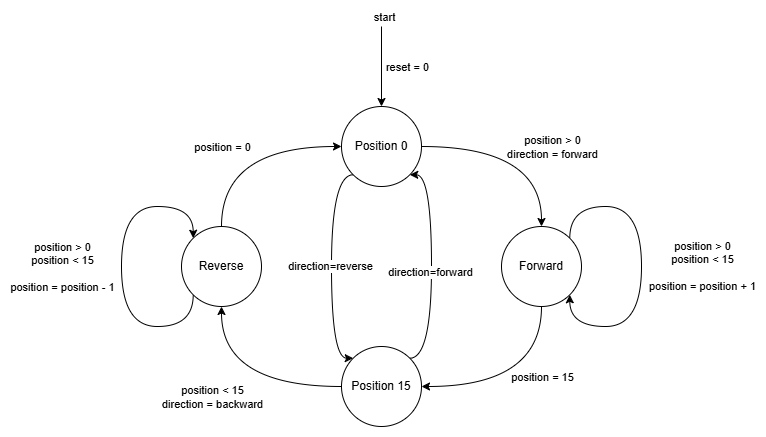 start
reset = 0
Position 0
position > 0
direction = forward
position = 0
position > 0
position < 15
position = position - 1
Reverse
direction=reverse
direction=forward
Forward
position > 0
position < 15
position = position + 1
position < 15
direction = backward
Position 15
position = 15